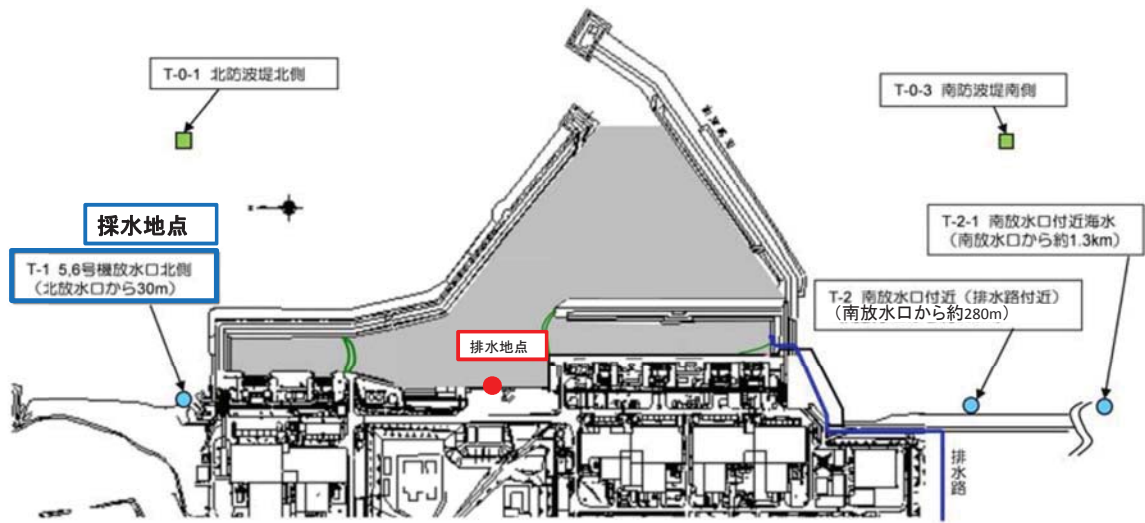 T-0-1 北防波堤北側
T-0-3 南防波堤南側
採水地点
T-1 5,6号機放水口北側
(北放水口から30m)
T-2-1 南放水口付近海水
(南放水口から約1.3km)
T-2 南放水口付近(排水路付近)
(南放水口から約280m)
排水地点
排水路